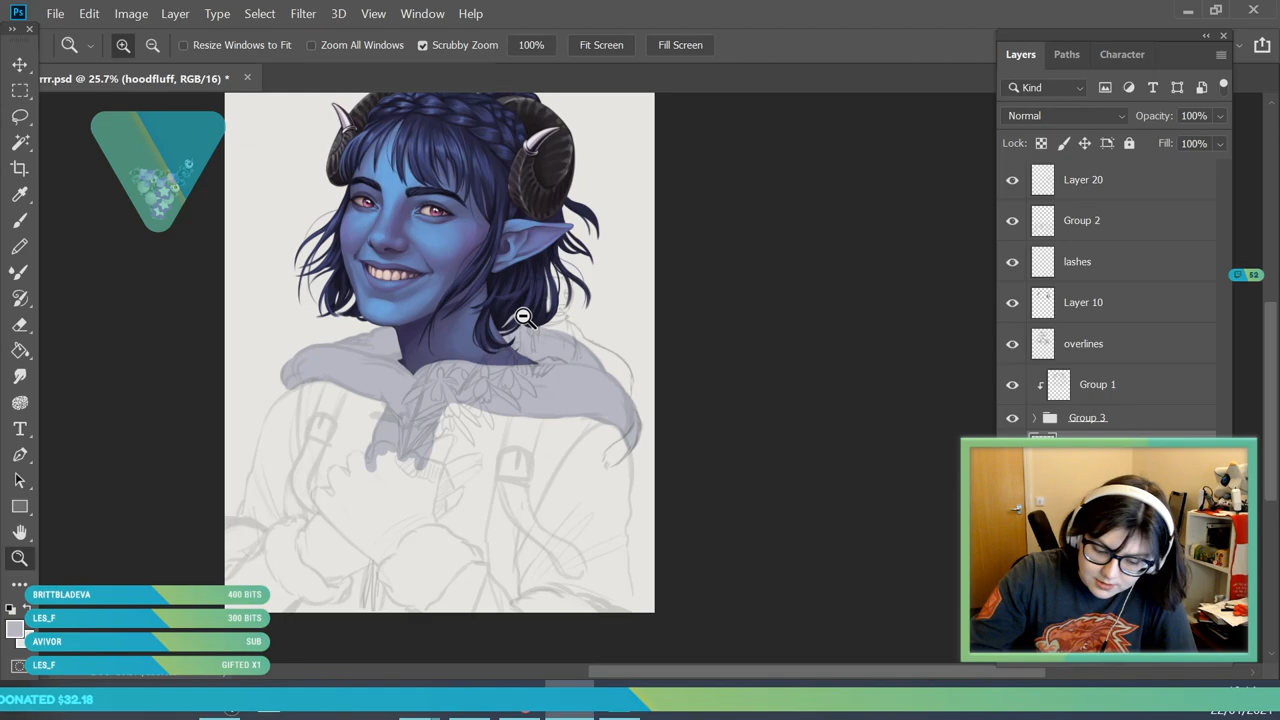 Ps File Edit Image Layer Type Select Filter 3D View Window Help
Resize Windows to Fit Zoom All Windows Scrubby Zoom 100% Fit Screen Fill Screen
rrr.psd @ 25.7% (hoodfluff, RGB/16) *
Layers Paths Character
Kind
Normal Opacity: 100%
Lock: Fill: 100%
Layer 20
Group 2
lashes
52
Layer 10
overlines
Group 1
Group 3
BRITTBLADEVA 400 BITS
LES_F 300 BITS
AVIVOR SUB
LES_F GIFTED X1
DONATED $32.18